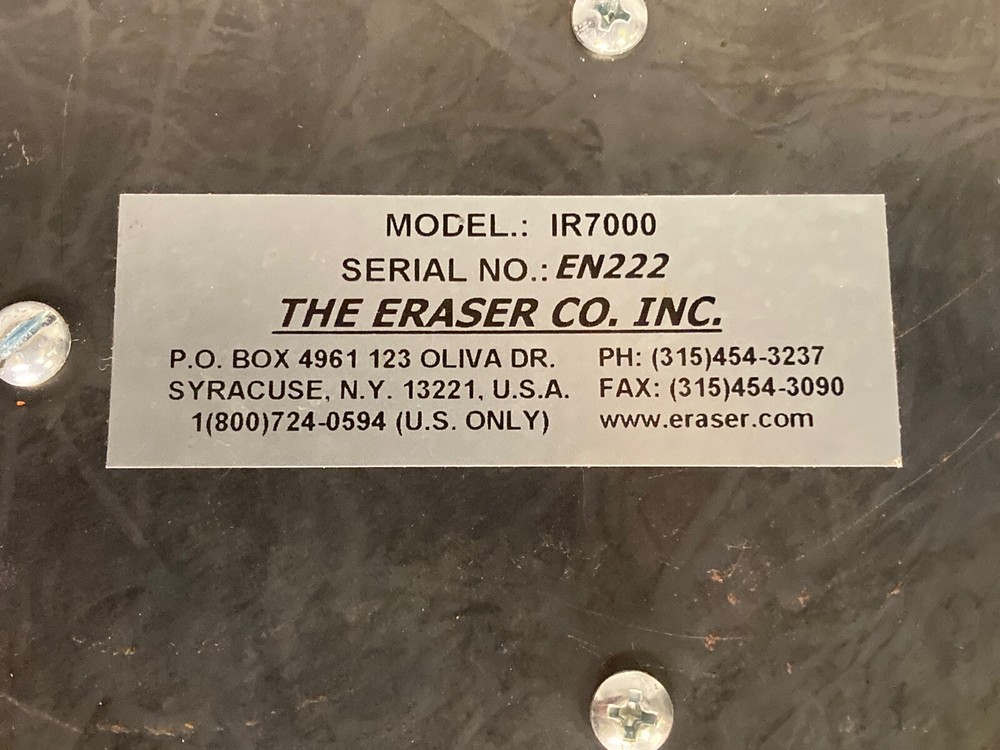 MODEL.: IR7000
SERIAL NO.: EN222
THE ERASER CO. INC.
P.O. BOX 4961 123 OLIVA DR. PH: (315)454-3237
SYRACUSE, N.Y. 13221, U.S.A. FAX: (315)454-3090
1(800)724-0594 (U.S. ONLY) www.eraser.com